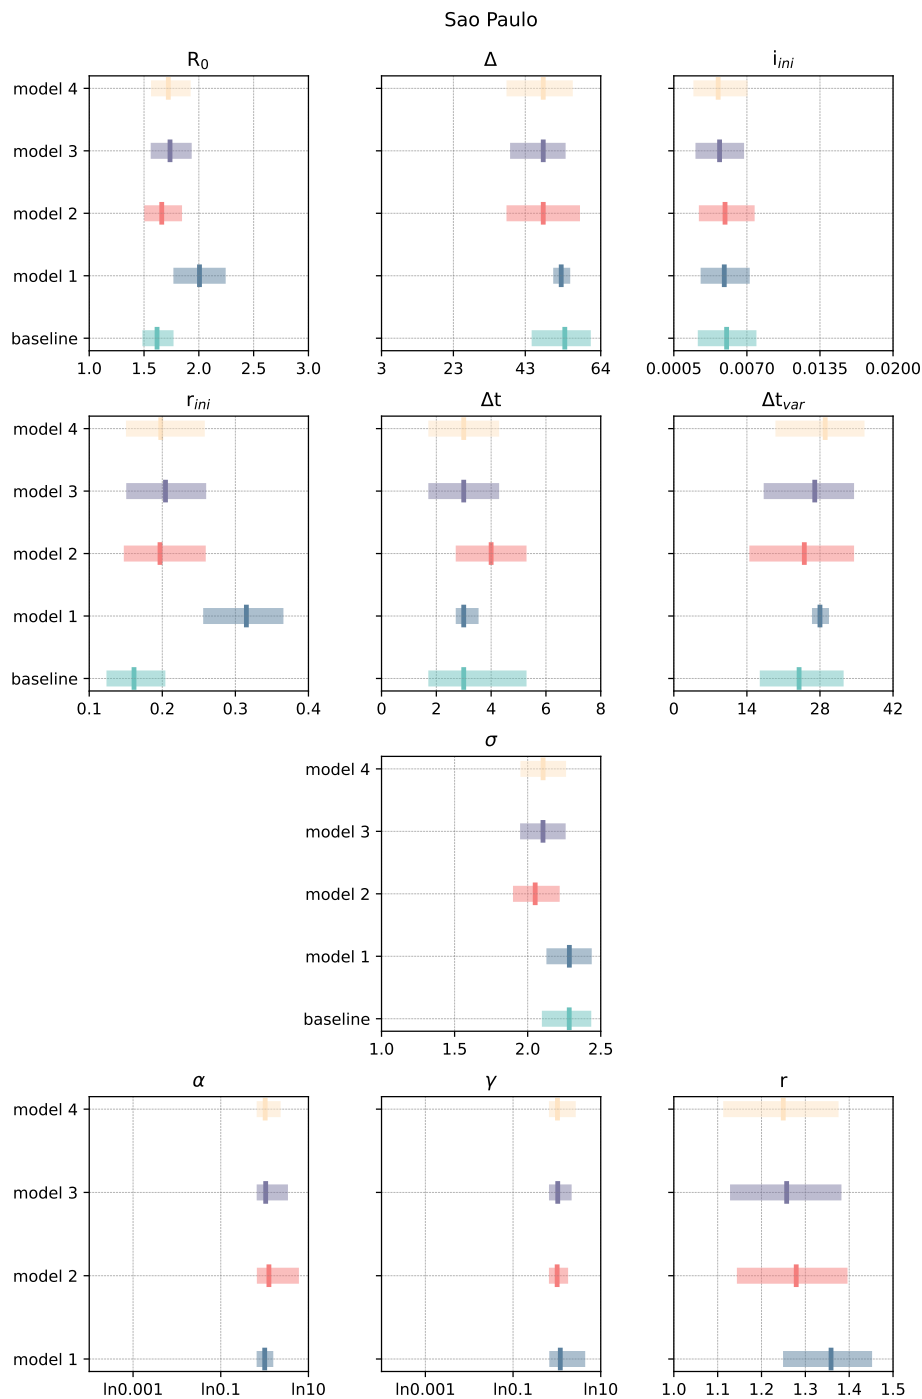 Sao Paulo
R0 Δ iini
model 4
model 3
model 2
model 1
baseline
1.0 1.5 2.0 2.5 3.0 3 23 43 64 0.0005 0.0070 0.0135 0.0200
rini Δt Δtvar
model 4
model 3
model 2
model 1
baseline
0.1 0.2 0.3 0.4 0 2 4 6 8 0 14 28 42
σ
model 4
model 3
model 2
model 1
baseline
1.0 1.5 2.0 2.5
α γ r
model 4
model 3
model 2
model 1
ln0.001 ln0.1 ln10 ln0.001 ln0.1 ln10 1.0 1.1 1.2 1.3 1.4 1.5